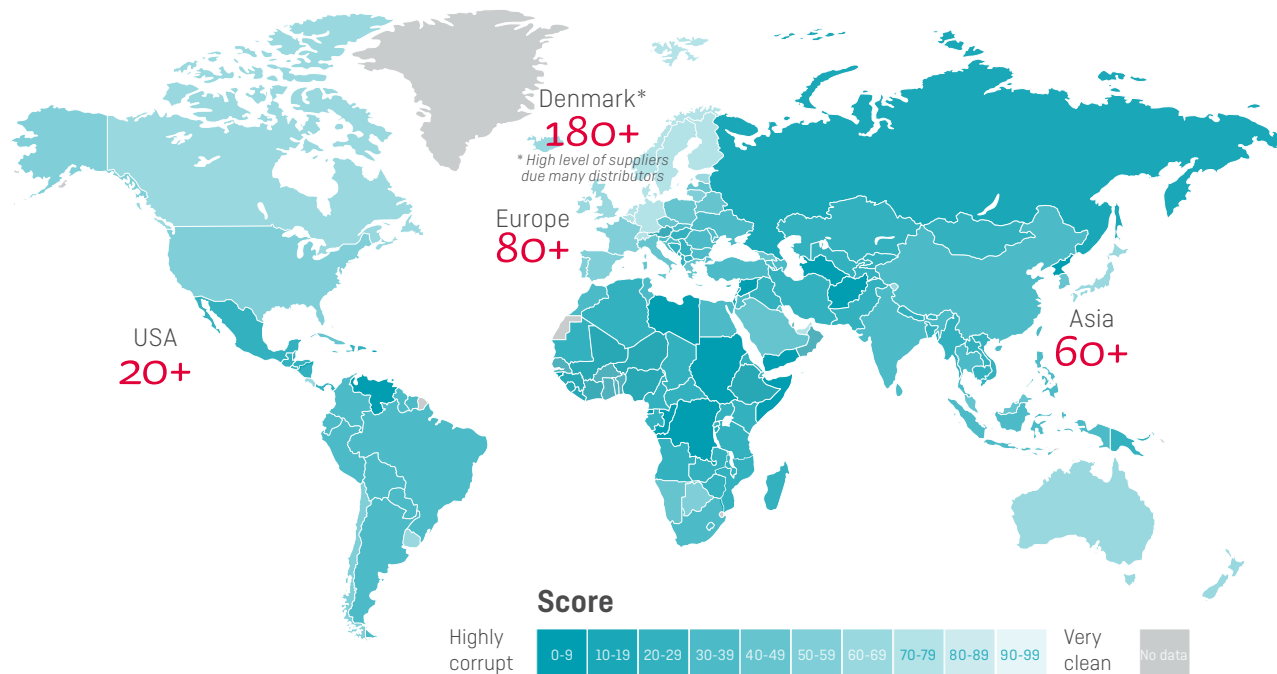 Denmark*
180+
* High level of suppliers
due many distributors
Europe
80+
USA
20+
Asia
60+
Score
Highly
corrupt
0-9 10-19 20-29 30-39 40-49 50-59 60-69 70-79 80-89 90-99
Very
clean
No data